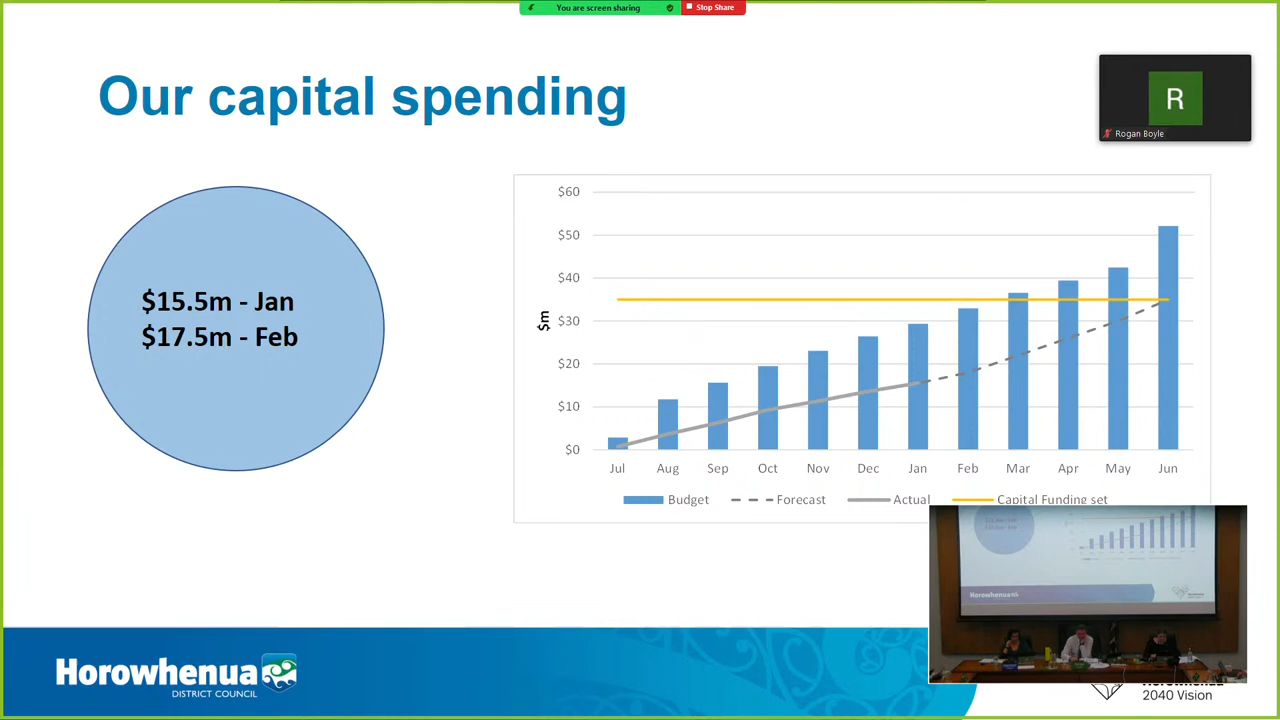 You are screen sharing
Stop Share
Our capital spending
R
Rogan Boyle
$15.5m - Jan
$17.5m - Feb
$60
$50
$40
$30
$20
$10
$0
$m
Jul Aug Sep Oct Nov Dec Jan Feb Mar Apr May Jun
Budget Forecast Actual Capital Funding set
Horowhenua
DISTRICT COUNCIL
Horowhenua
2040 Vision